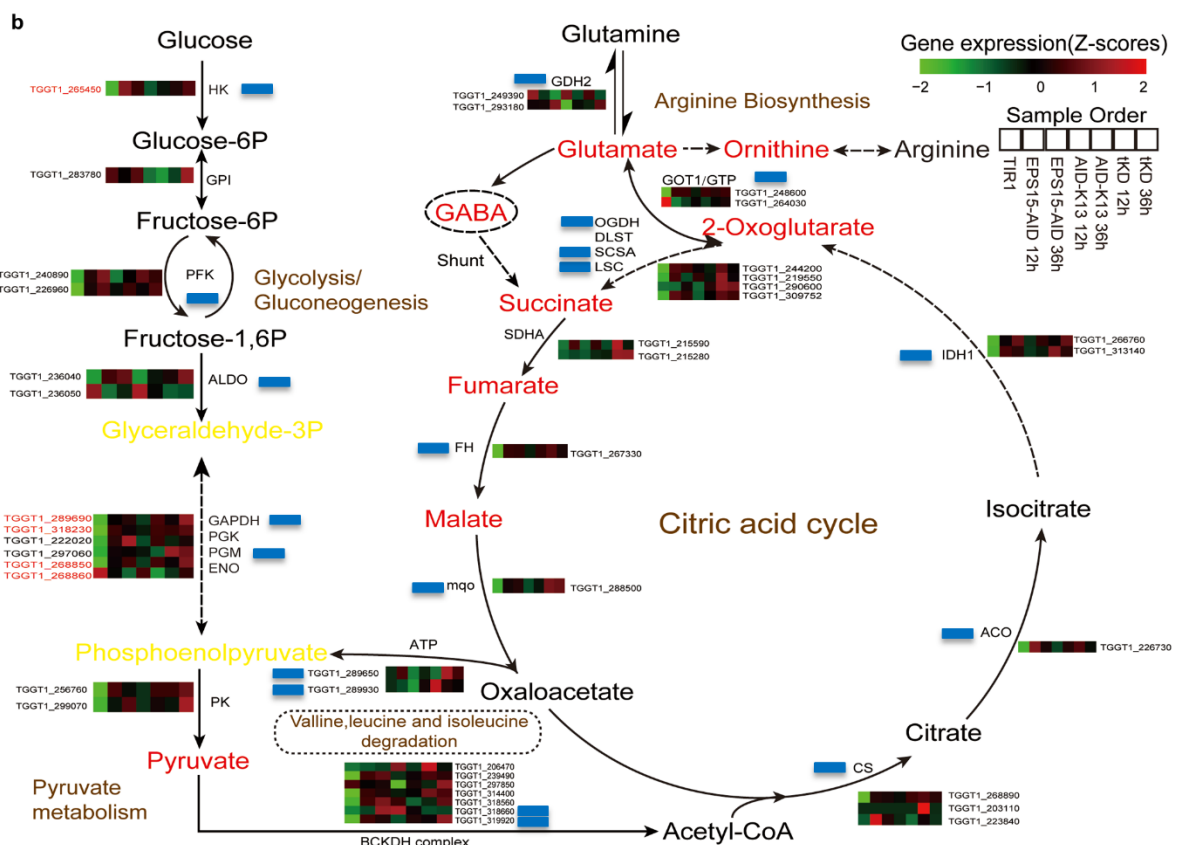 b
Glucose
TGGT1_265450
HK
Glucose-6P
TGGT1_283780
GPI
Fructose-6P
TGGT1_240890
TGGT1_226960
PFK
Glycolysis/
Gluconeogenesis
Fructose-1,6P
TGGT1_236040
TGGT1_236050
ALDO
Glyceraldehyde-3P
TGGT1_289690
TGGT1_318230
TGGT1_222020
TGGT1_297060
TGGT1_268850
TGGT1_268860
GAPDH
PGK
PGM
ENO
Phosphoenolpyruvate
ATP
TGGT1_289650
TGGT1_289930
TGGT1_256760
TGGT1_299070
PK
Pyruvate
Pyruvate
metabolism
Valline,leucine and isoleucine
degradation
TGGT1_206470
TGGT1_239490
TGGT1_297850
TGGT1_314400
TGGT1_318560
TGGT1_318660
TGGT1_319920
BCKDH complex
Acetyl-CoA
Glutamine
GDH2
TGGT1_249390
TGGT1_293180
Arginine Biosynthesis
Glutamate
Ornithine
Arginine
GOT1/GTP
TGGT1_248600
TGGT1_264030
GABA
Shunt
OGDH
DLST
SCSA
LSC
2-Oxoglutarate
TGGT1_244200
TGGT1_219550
TGGT1_290600
TGGT1_309752
Succinate
SDHA
TGGT1_215590
TGGT1_215280
Fumarate
FH
TGGT1_267330
Malate
Citric acid cycle
mqo
TGGT1_288500
Oxaloacetate
CS
TGGT1_268890
TGGT1_203110
TGGT1_223840
Citrate
ACO
TGGT1_226730
Isocitrate
IDH1
TGGT1_266760
TGGT1_313140
Gene expression(Z-scores)
−2 −1 0 1 2
Sample Order
TIR1
EPS15-AID 12h
EPS15-AID 36h
AID-K13 12h
AID-K13 36h
tKD 12h
tKD 36h